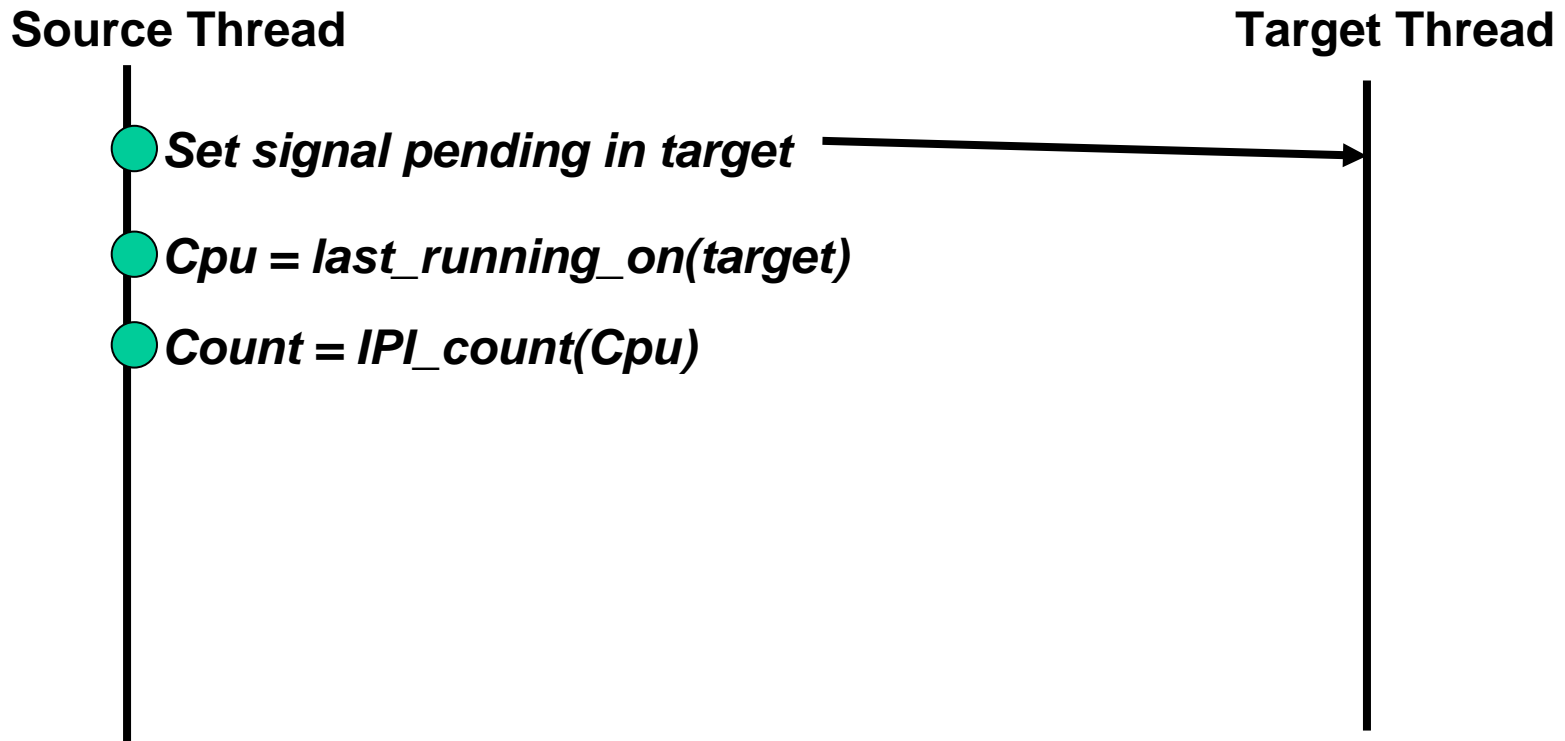 Source Thread
Target Thread
Set signal pending in target
Cpu = last_running_on(target)
Count = IPI_count(Cpu)